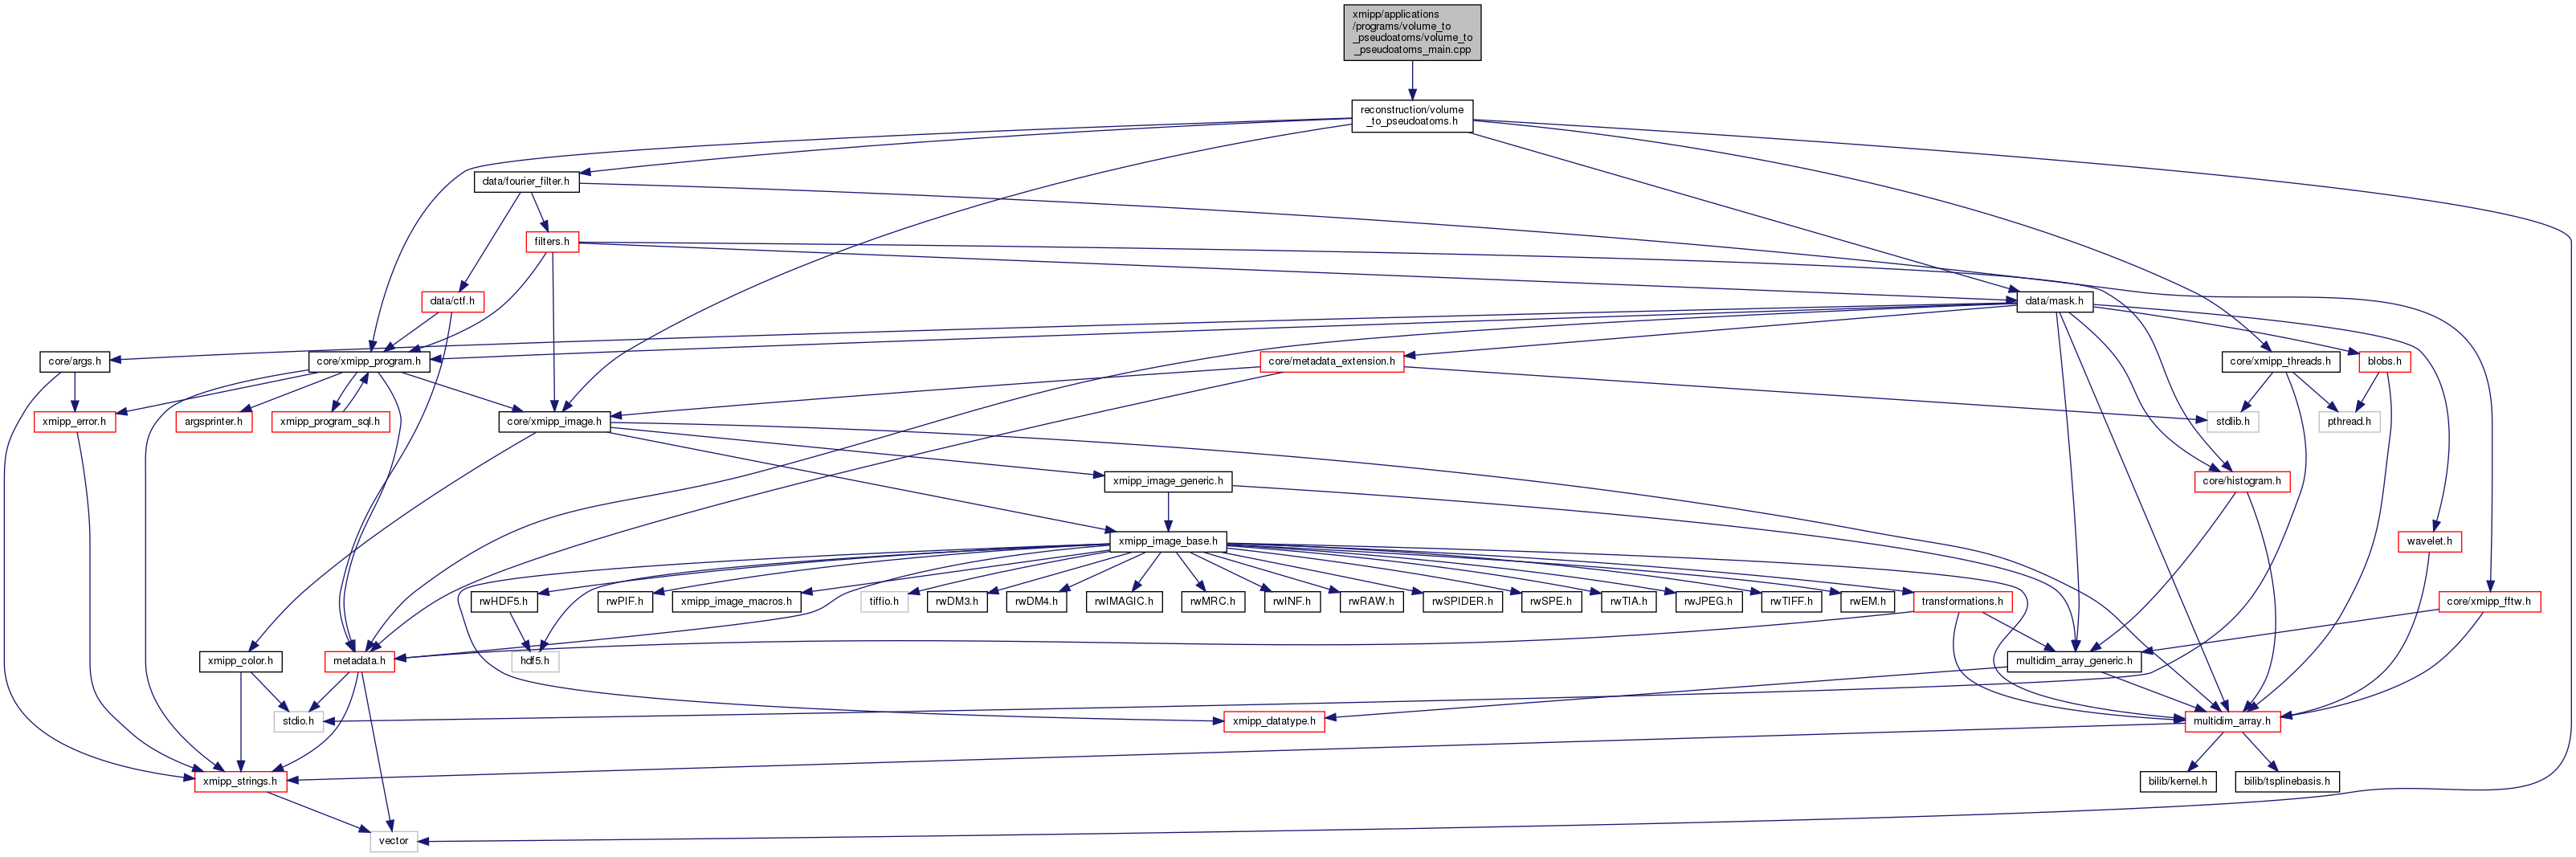 xmipp/applications
/programs/volume_to
_pseudoatoms/volume_to
_pseudoatoms_main.cpp
reconstruction/volume
_to_pseudoatoms.h
data/fourier_filter.h
filters.h
data/ctf.h
data/mask.h
core/args.h
core/xmipp_program.h
core/metadata_extension.h
core/xmipp_threads.h
blobs.h
xmipp_error.h
argsprinter.h
xmipp_program_sql.h
core/xmipp_image.h
stdlib.h
pthread.h
xmipp_image_generic.h
core/histogram.h
xmipp_image_base.h
wavelet.h
rwHDF5.h
rwPIF.h
xmipp_image_macros.h
tiffio.h
rwDM3.h
rwDM4.h
rwIMAGIC.h
rwMRC.h
rwINF.h
rwRAW.h
rwSPIDER.h
rwSPE.h
rwTIA.h
rwJPEG.h
rwTIFF.h
rwEM.h
transformations.h
core/xmipp_fftw.h
xmipp_color.h
metadata.h
hdf5.h
multidim_array_generic.h
stdio.h
xmipp_datatype.h
multidim_array.h
xmipp_strings.h
bilib/kernel.h
bilib/tsplinebasis.h
vector